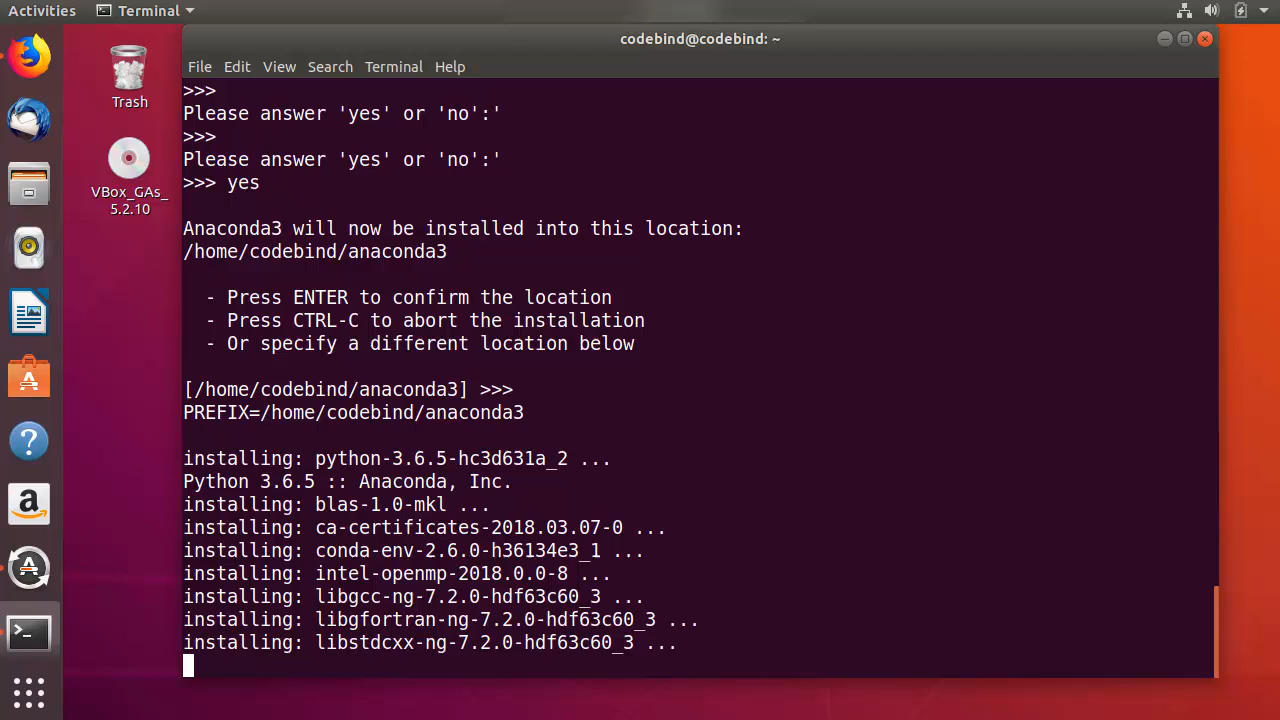 Activities Terminal
codebind@codebind: ~
File Edit View Search Terminal Help
Trash
VBox_GAs_
5.2.10
>>>
Please answer 'yes' or 'no':'
>>>
Please answer 'yes' or 'no':'
>>> yes
Anaconda3 will now be installed into this location:
/home/codebind/anaconda3
- Press ENTER to confirm the location
- Press CTRL-C to abort the installation
- Or specify a different location below
[/home/codebind/anaconda3] >>>
PREFIX=/home/codebind/anaconda3
installing: python-3.6.5-hc3d631a_2 ...
Python 3.6.5 :: Anaconda, Inc.
installing: blas-1.0-mkl ...
installing: ca-certificates-2018.03.07-0 ...
installing: conda-env-2.6.0-h36134e3_1 ...
installing: intel-openmp-2018.0.0-8 ...
installing: libgcc-ng-7.2.0-hdf63c60_3 ...
installing: libgfortran-ng-7.2.0-hdf63c60_3 ...
installing: libstdcxx-ng-7.2.0-hdf63c60_3 ...